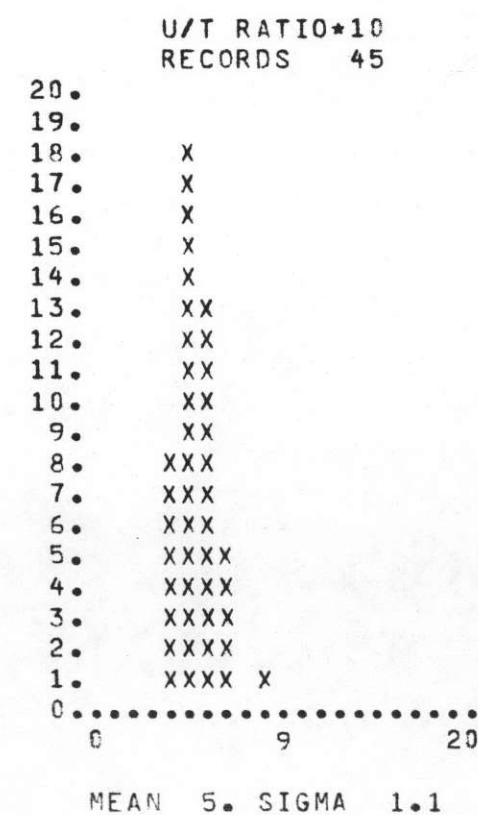 U/T RATIO*10
RECORDS 45
20.
19.
18. X
17. X
16. X
15. X
14. X
13. XX
12. XX
11. XX
10. XX
9. XX
8. XXX
7. XXX
6. XXX
5. XXXX
4. XXXX
3. XXXX
2. XXXX
1. XXXX X
0......................
0 9 20
MEAN 5. SIGMA 1.1